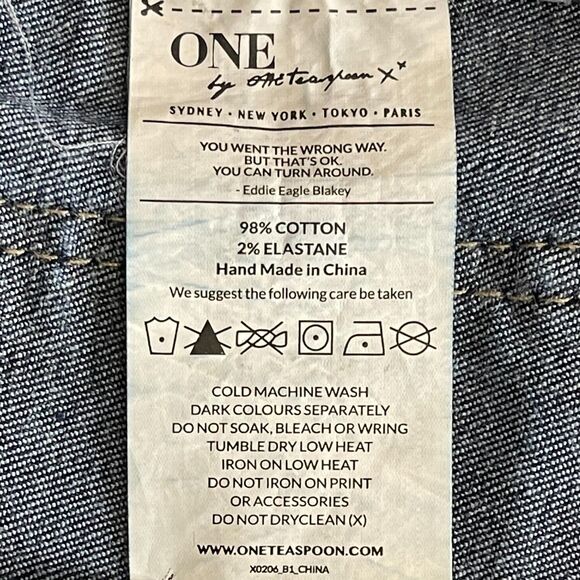 ONE
by oneteaspoon X x
SYDNEY • NEW YORK • TOKYO • PARIS
YOU WENT THE WRONG WAY.
BUT THAT'S OK.
YOU CAN TURN AROUND.
- Eddie Eagle Blakey
98% COTTON
2% ELASTANE
Hand Made in China
We suggest the following care be taken
COLD MACHINE WASH
DARK COLOURS SEPARATELY
DO NOT SOAK, BLEACH OR WRING
TUMBLE DRY LOW HEAT
IRON ON LOW HEAT
DO NOT IRON ON PRINT
OR ACCESSORIES
DO NOT DRYCLEAN (X)
WWW.ONETEASPOON.COM
X0206_B1_CHINA